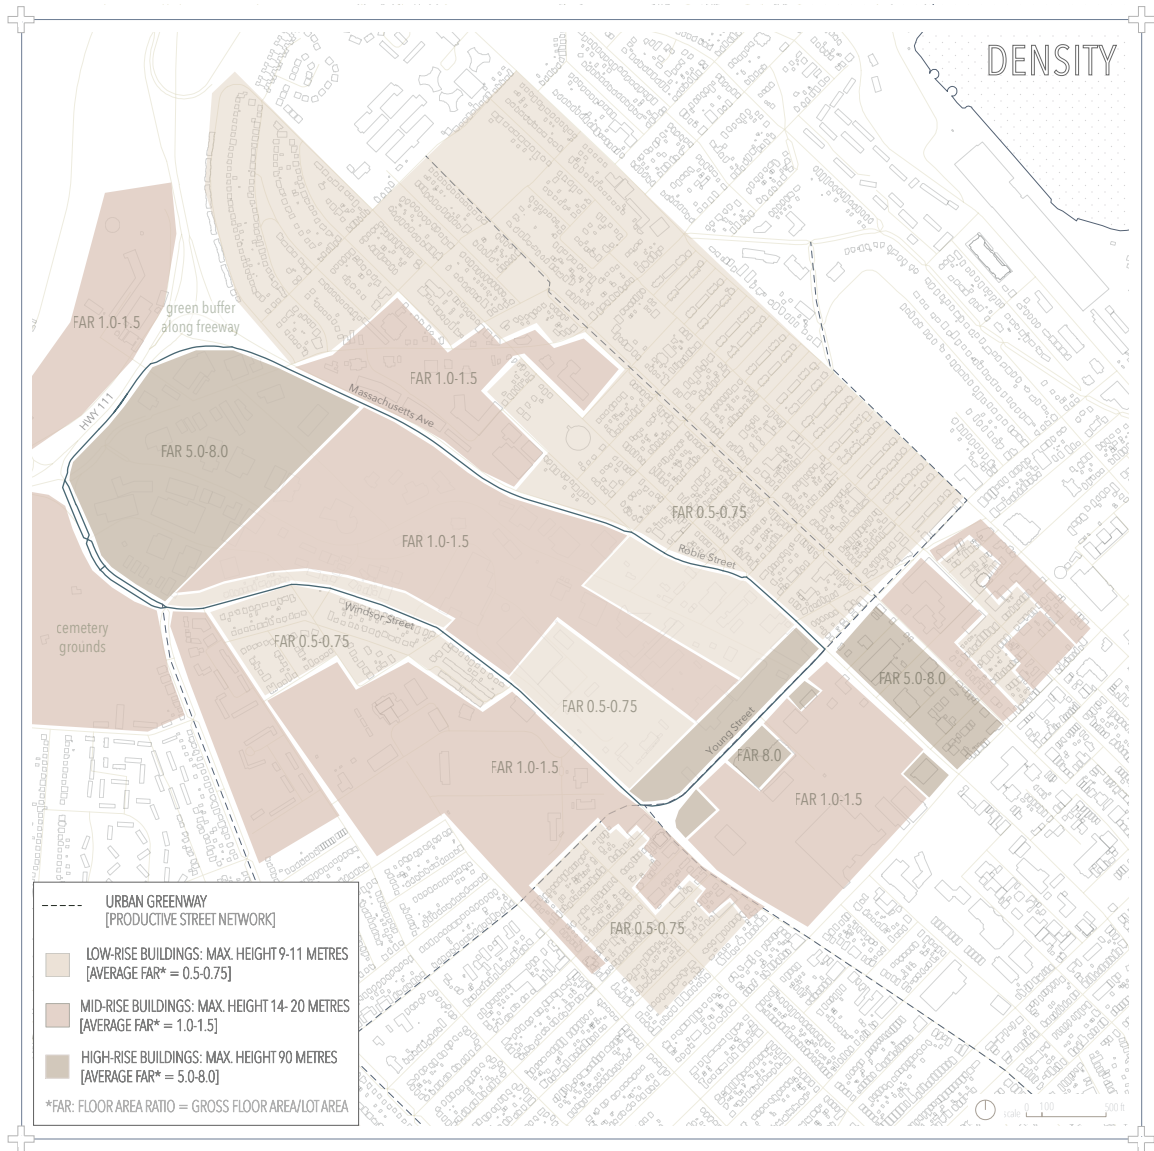 DENSITY
FAR 1.0-1.5
green buffer
along freeway
HWY 111
FAR 1.0-1.5
Massachusetts Ave
FAR 5.0-8.0
FAR 0.5-0.75
FAR 1.0-1.5
Robie Street
cemetery
grounds
Windsor Street
FAR 0.5-0.75
FAR 5.0-8.0
FAR 0.5-0.75
Young Street
FAR 8.0
FAR 1.0-1.5
FAR 1.0-1.5
FAR 0.5-0.75
URBAN GREENWAY
[PRODUCTIVE STREET NETWORK]
LOW-RISE BUILDINGS: MAX. HEIGHT 9-11 METRES
[AVERAGE FAR* = 0.5-0.75]
MID-RISE BUILDINGS: MAX. HEIGHT 14- 20 METRES
[AVERAGE FAR* = 1.0-1.5]
HIGH-RISE BUILDINGS: MAX. HEIGHT 90 METRES
[AVERAGE FAR* = 5.0-8.0]
*FAR: FLOOR AREA RATIO = GROSS FLOOR AREA/LOT AREA
scale 0 100 500 ft